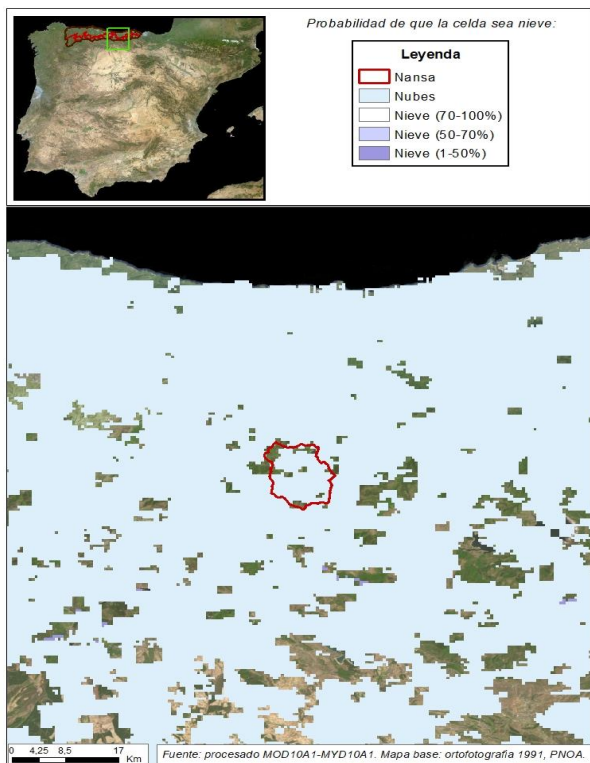 Probabilidad de que la celda sea nieve:
Leyenda
Nansa
Nubes
Nieve (70-100%)
Nieve (50-70%)
Nieve (1-50%)
0 4,25 8,5 17
Km
Fuente: procesado MOD10A1-MYD10A1. Mapa base: ortofotografia 1991, PNOA.